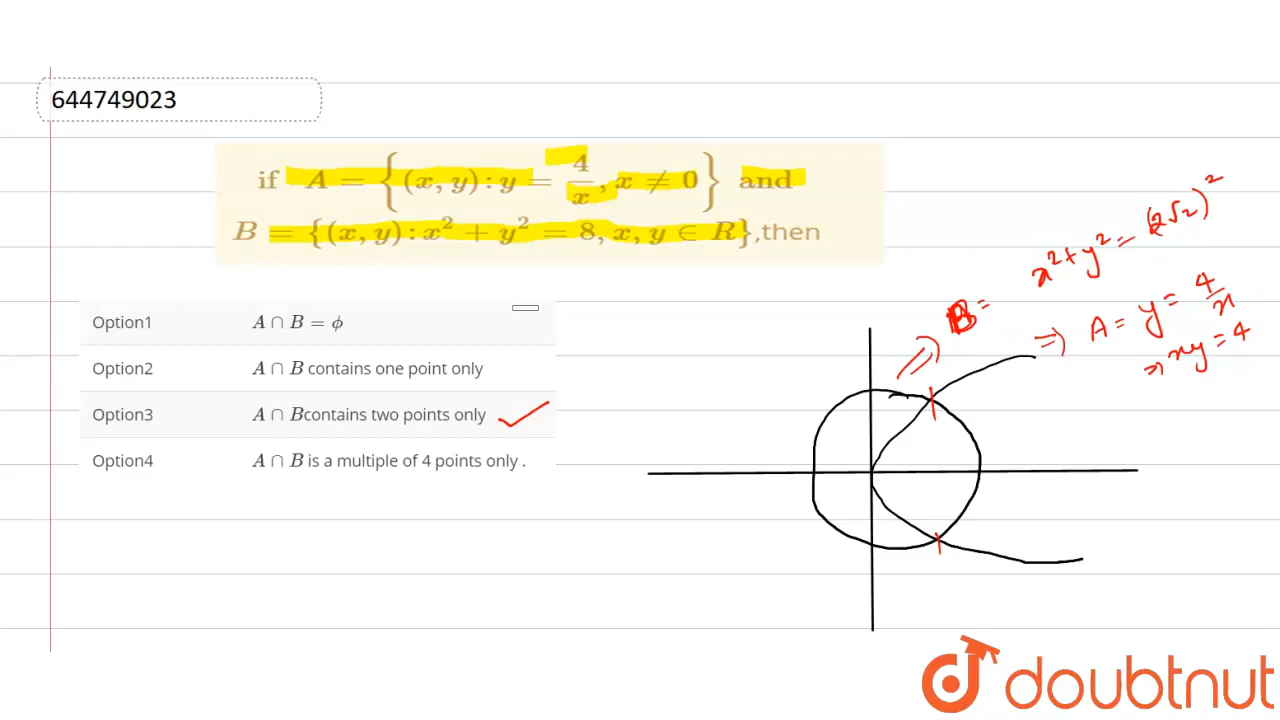 644749023
if A = {(x, y) : y = 4/x, x ≠ 0} and
B = {(x, y) : x² + y² = 8, x, y ∈ R},then
Option1 A ∩ B = ϕ
Option2 A ∩ B contains one point only
Option3 A ∩ Bcontains two points only
Option4 A ∩ B is a multiple of 4 points only .
⇒ B = x² + y² = (2√2)²
⇒ A = y = 4/x
⇒ xy = 4
doubtnut